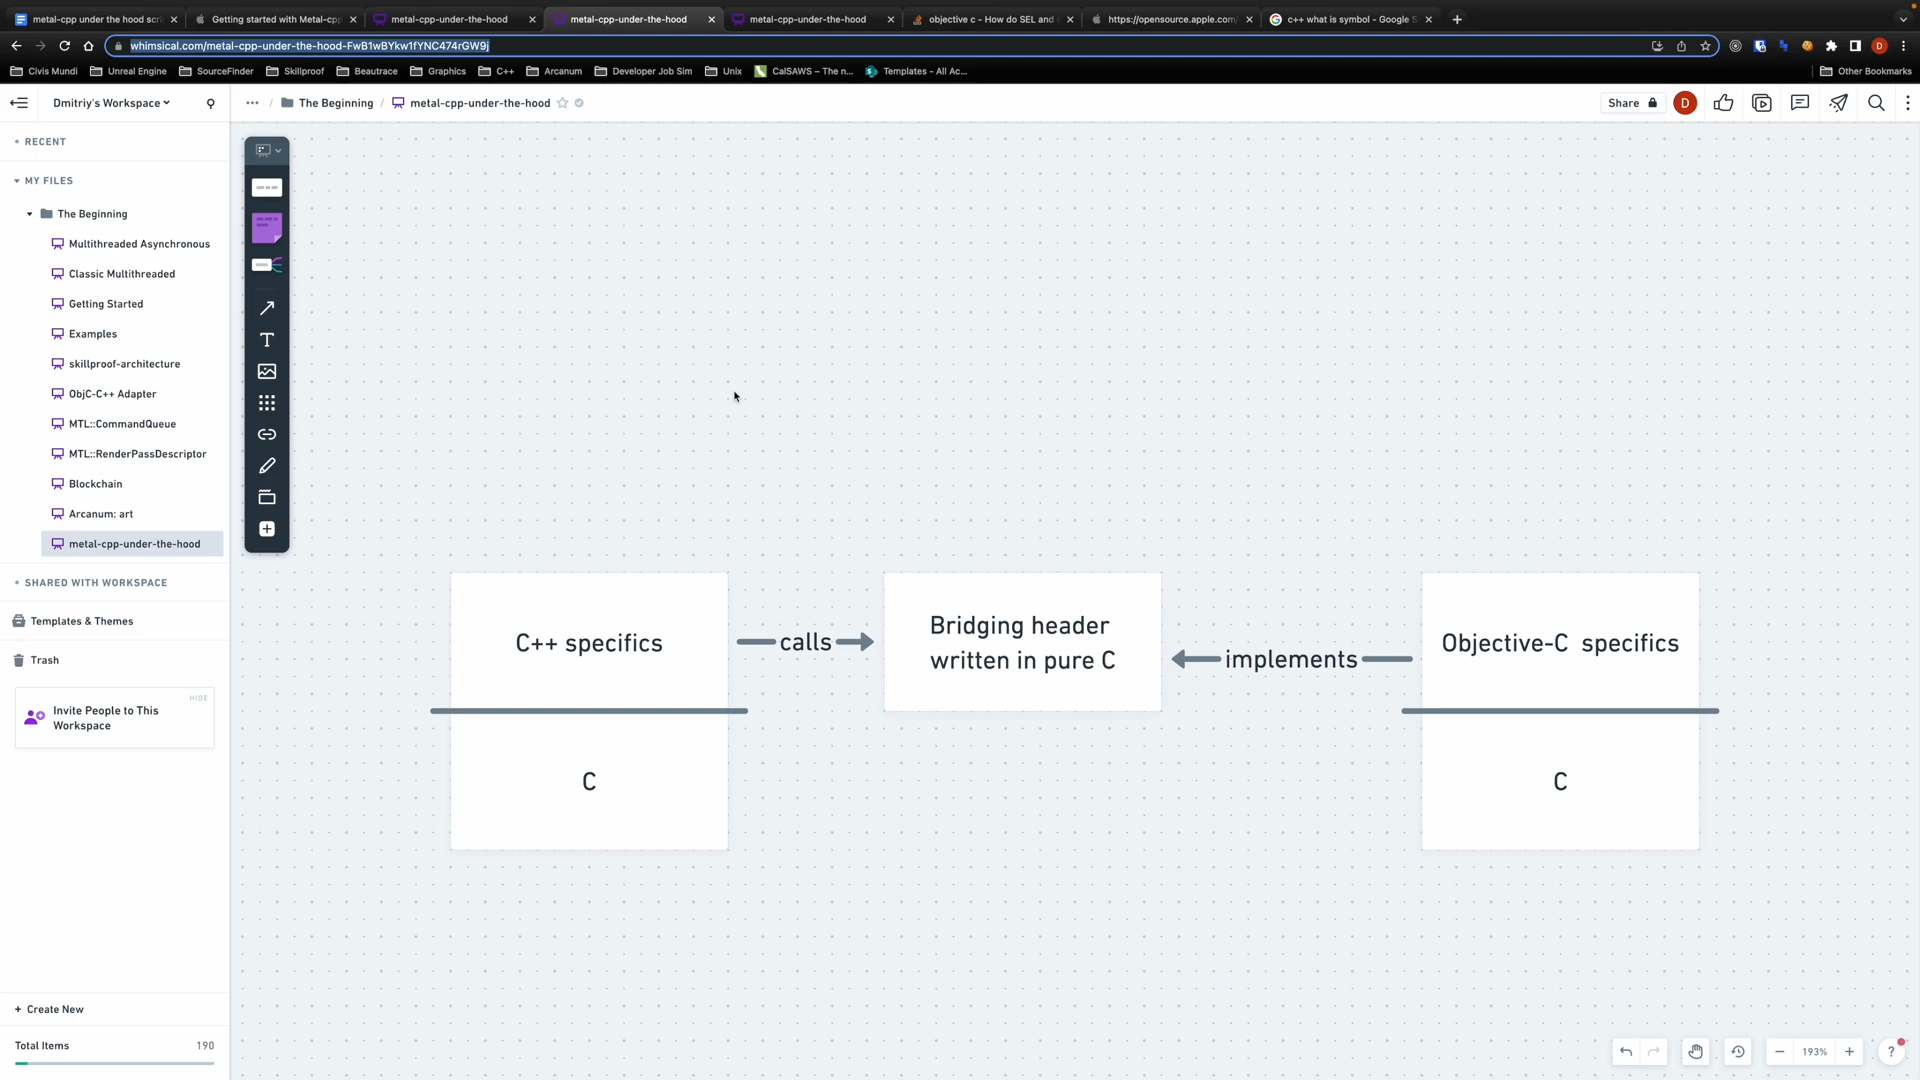 metal-cpp under the hood scri
Getting started with Metal-cpp
metal-cpp-under-the-hood
metal-cpp-under-the-hood
metal-cpp-under-the-hood
objective c - How do SEL and
https://opensource.apple.com/
c++ what is symbol - Google S
whimsical.com/metal-cpp-under-the-hood-FwB1wBYkw1fYNC474rGW9j
D
Civis Mundi
Unreal Engine
SourceFinder
Skillproof
Beautrace
Graphics
C++
Arcanum
Developer Job Sim
Unix
CalSAWS – The n...
Templates - All Ac...
Other Bookmarks
Dmitriy's Workspace
... / The Beginning / metal-cpp-under-the-hood
Share
D
RECENT
MY FILES
The Beginning
Multithreaded Asynchronous
Classic Multithreaded
Getting Started
Examples
skillproof-architecture
ObjC-C++ Adapter
MTL::CommandQueue
MTL::RenderPassDescriptor
Blockchain
Arcanum: art
metal-cpp-under-the-hood
SHARED WITH WORKSPACE
Templates & Themes
Trash
HIDE
Invite People to This
Workspace
+ Create New
Total Items 190
T
C++ specifics
C
calls
Bridging header
written in pure C
implements
Objective-C specifics
C
193%
?